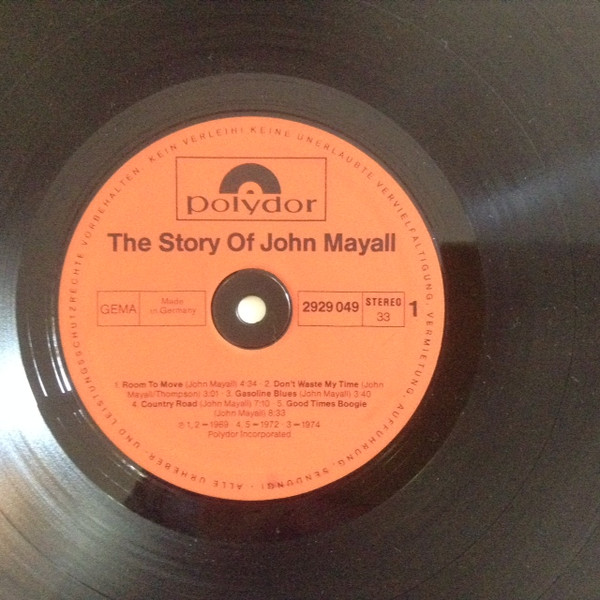 KEIN VERLEIH! KEINE UNERLAUBTE VERVIELFÄLTIGUNG, VERMIETUNG, AUFFÜHRUNG, SENDUNG! · ALLE URHEBER- UND LEISTUNGSSCHUTZRECHTE VORBEHALTEN.
polydor
The Story Of John Mayall
GEMA
Made
in Germany
2929 049
STEREO
33
1
1. Room To Move (John Mayall) 4:34 · 2. Don't Waste My Time (John
Mayall/Thompson) 3:01 · 3. Gasoline Blues (John Mayall) 3:40
4. Country Road (John Mayall) 7:10 · 5. Good Times Boogie
(John Mayall) 8:33
℗ 1, 2 – 1969 · 4, 5 – 1972 · 3 – 1974
Polydor Incorporated